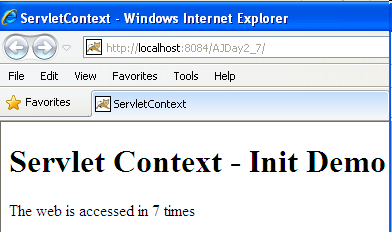 ServletContext - Windows Internet Explorer
http://localhost:8084/AJDay2_7/
File Edit View Favorites Tools Help
Favorites ServletContext
Servlet Context - Init Demo
The web is accessed in 7 times